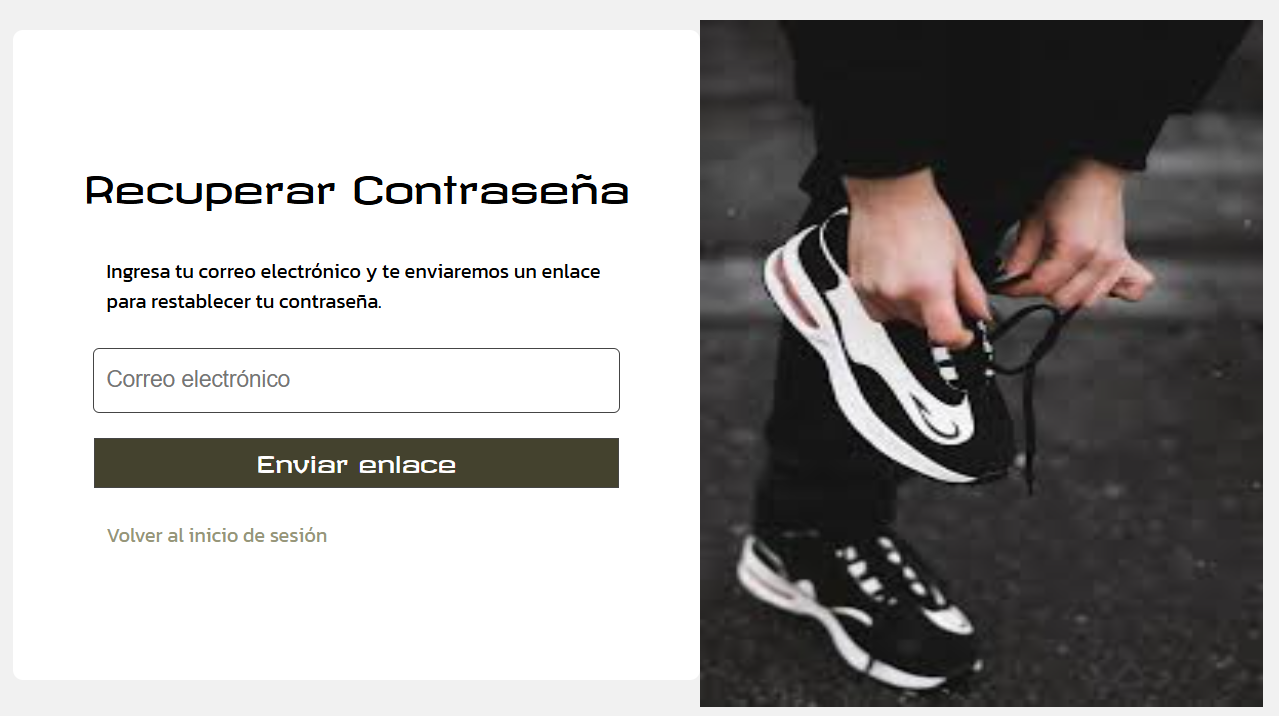 Recuperar Contraseña
Ingresa tu correo electrónico y te enviaremos un enlace
para restablecer tu contraseña.
Correo electrónico
Enviar enlace
Volver al inicio de sesión